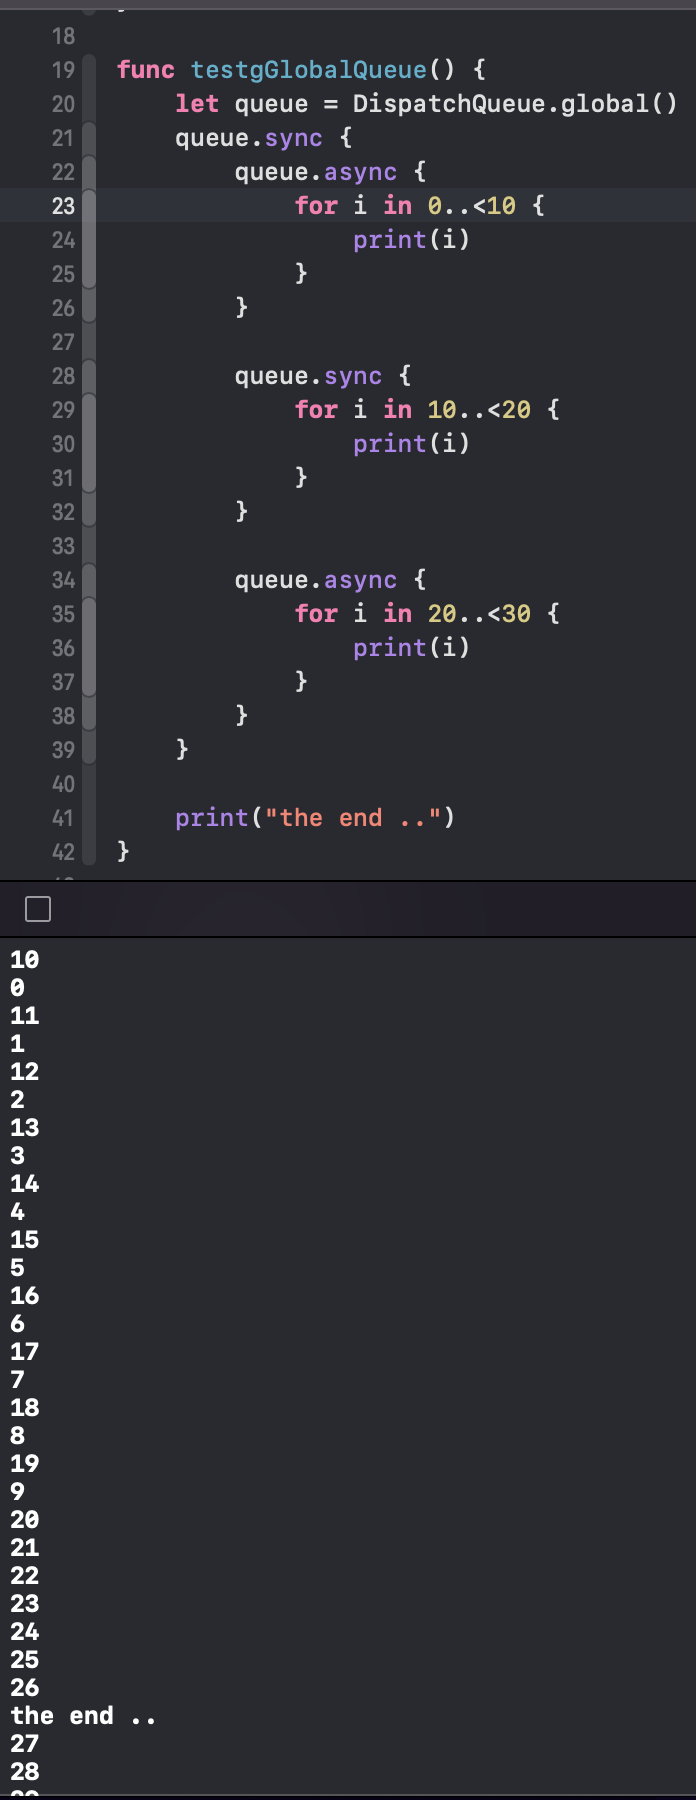 18
19 func testgGlobalQueue() {
20 let queue = DispatchQueue.global()
21 queue.sync {
22 queue.async {
23 for i in 0..<10 {
24 print(i)
25 }
26 }
27
28 queue.sync {
29 for i in 10..<20 {
30 print(i)
31 }
32 }
33
34 queue.async {
35 for i in 20..<30 {
36 print(i)
37 }
38 }
39 }
40
41 print("the end ..")
42 }
10
0
11
1
12
2
13
3
14
4
15
5
16
6
17
7
18
8
19
9
20
21
22
23
24
25
26
the end ..
27
28